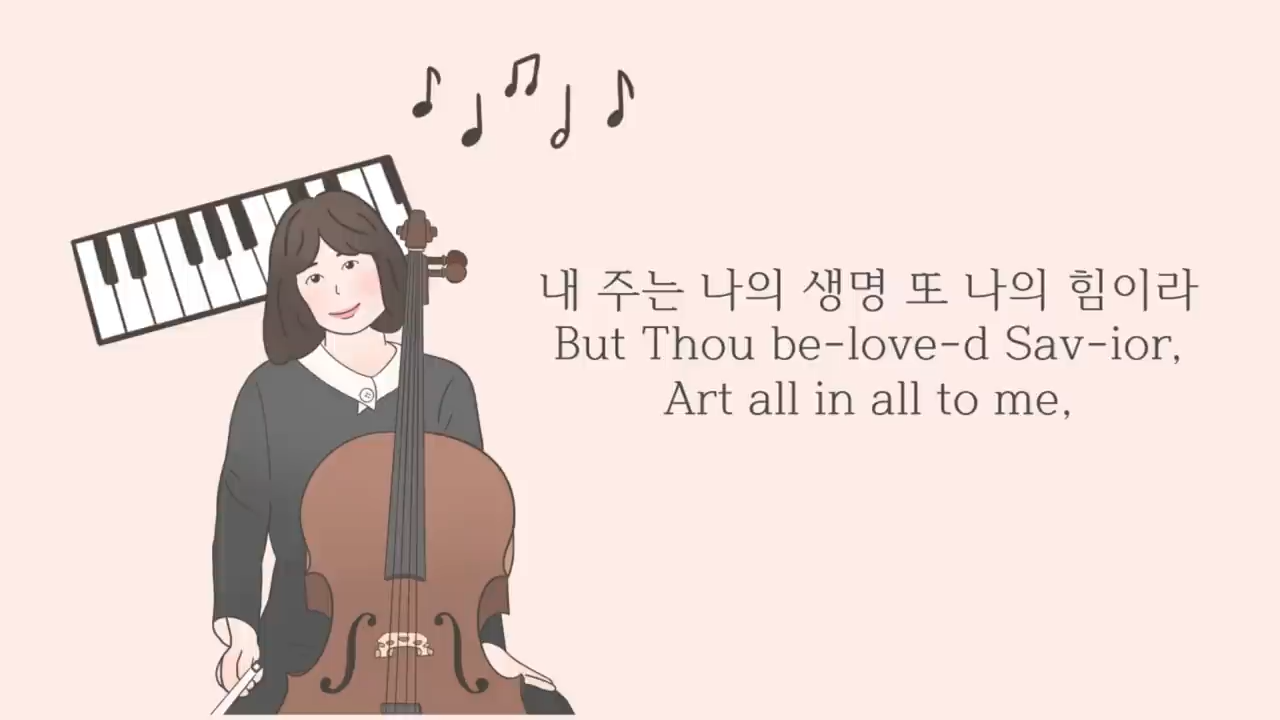 내 주는 나의 생명 또 나의 힘이라
But Thou be-love-d Sav-ior,
Art all in all to me,